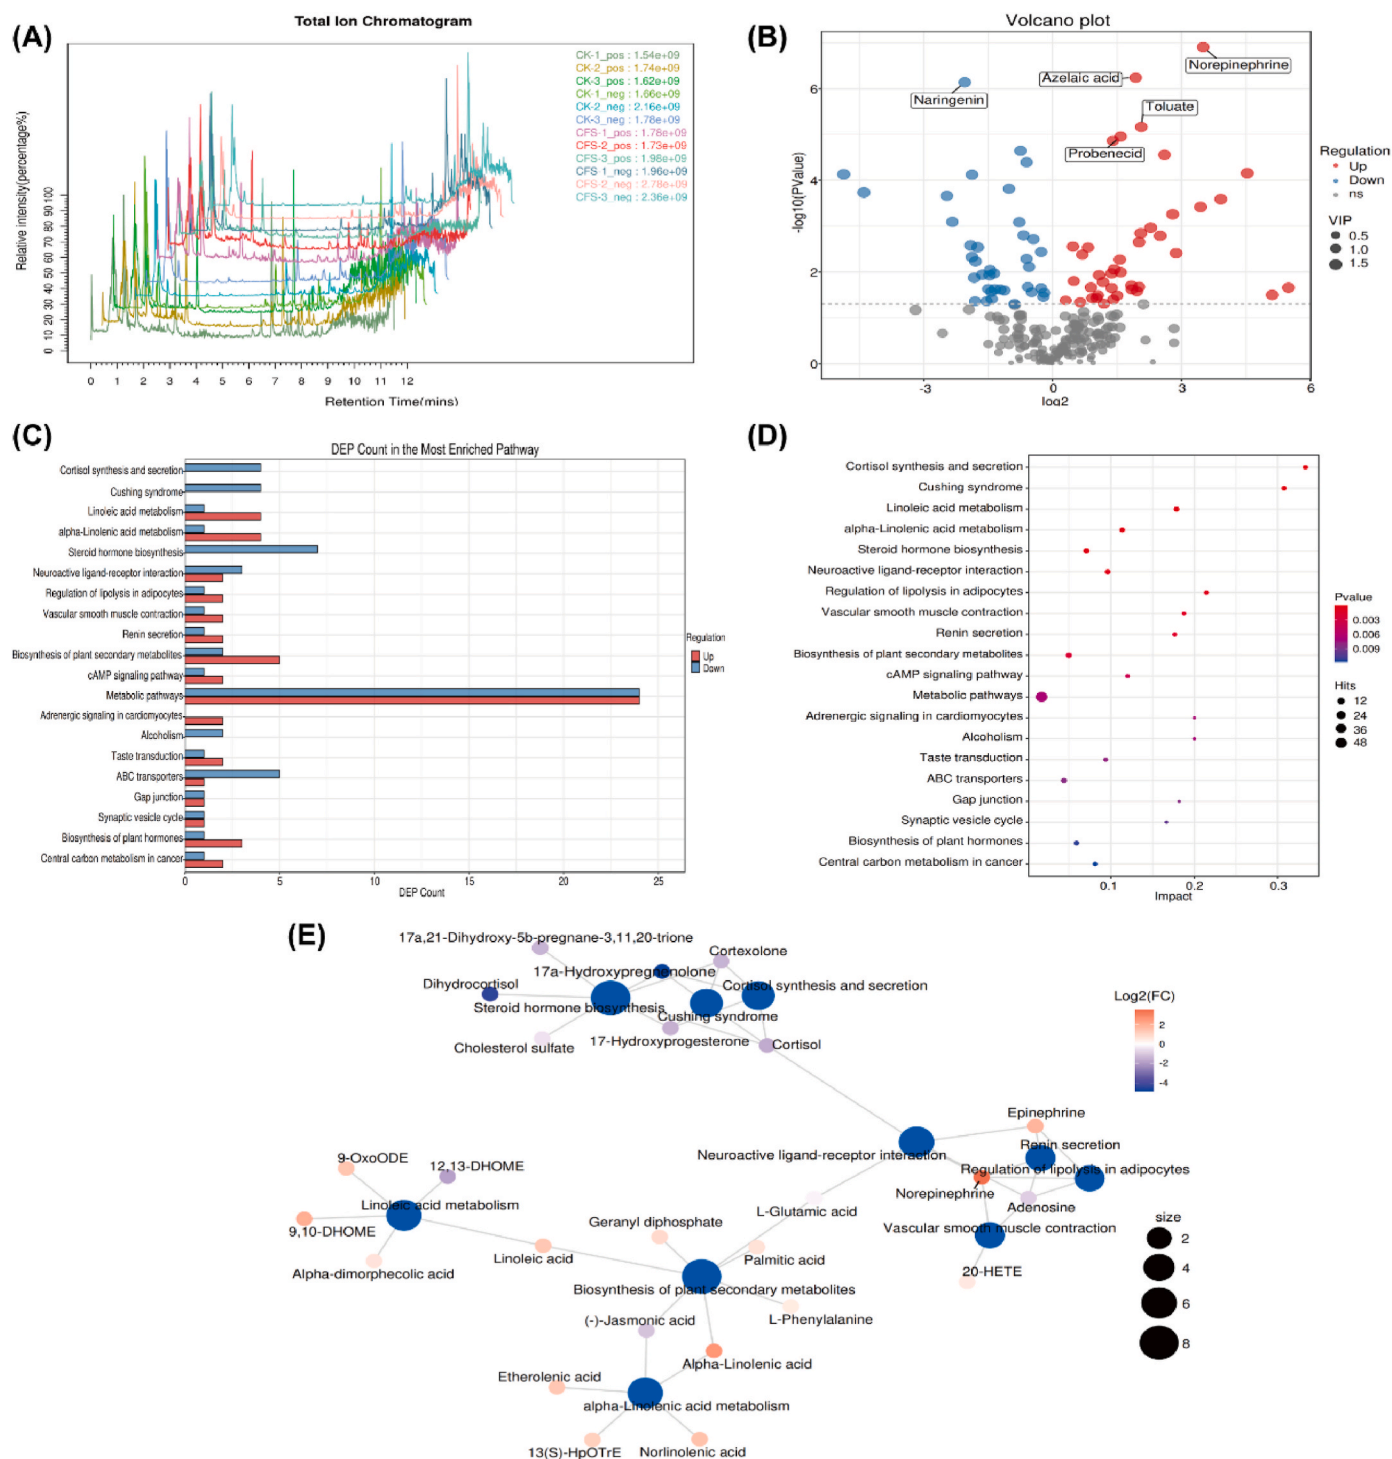 (A)
Total Ion Chromatogram
CK-1_pos : 1.54e+09
CK-2_pos : 1.74e+09
CK-3_pos : 1.62e+09
CK-1_neg : 1.66e+09
CK-2_neg : 2.16e+09
CK-3_neg : 1.78e+09
CFS-1_pos : 1.78e+09
CFS-2_pos : 1.73e+09
CFS-3_pos : 1.98e+09
CFS-1_neg : 1.96e+09
CFS-2_neg : 2.78e+09
CFS-3_neg : 2.36e+09
Relative intensity(percentage%)
0 10 20 30 40 50 60 70 80 90 100
0 1 2 3 4 5 6 7 8 9 10 11 12
Retention Time(mins)
(B)
Volcano plot
Norepinephrine
Azelaic acid
Naringenin
Toluate
Probenecid
-log10(PValue)
6
4
2
0
-3 0 3 6
log2
Regulation
Up
Down
ns
VIP
0.5
1.0
1.5
(C)
DEP Count in the Most Enriched Pathway
Cortisol synthesis and secretion
Cushing syndrome
Linoleic acid metabolism
alpha-Linolenic acid metabolism
Steroid hormone biosynthesis
Neuroactive ligand-receptor interaction
Regulation of lipolysis in adipocytes
Vascular smooth muscle contraction
Renin secretion
Biosynthesis of plant secondary metabolites
cAMP signaling pathway
Metabolic pathways
Adrenergic signaling in cardiomyocytes
Alcoholism
Taste transduction
ABC transporters
Gap junction
Synaptic vesicle cycle
Biosynthesis of plant hormones
Central carbon metabolism in cancer
0 5 10 15 20 25
DEP Count
Regulation
Up
Down
(D)
Cortisol synthesis and secretion
Cushing syndrome
Linoleic acid metabolism
alpha-Linolenic acid metabolism
Steroid hormone biosynthesis
Neuroactive ligand-receptor interaction
Regulation of lipolysis in adipocytes
Vascular smooth muscle contraction
Renin secretion
Biosynthesis of plant secondary metabolites
cAMP signaling pathway
Metabolic pathways
Adrenergic signaling in cardiomyocytes
Alcoholism
Taste transduction
ABC transporters
Gap junction
Synaptic vesicle cycle
Biosynthesis of plant hormones
Central carbon metabolism in cancer
0.1 0.2 0.3
Impact
Pvalue
0.003
0.006
0.009
Hits
12
24
36
48
(E)
17a,21-Dihydroxy-5b-pregnane-3,11,20-trione
Cortexolone
17a-Hydroxypregnenolone
Dihydrocortisol
Cortisol synthesis and secretion
Steroid hormone biosynthesis
Cushing syndrome
Cholesterol sulfate
17-Hydroxyprogesterone
Cortisol
Log2(FC)
2
0
-2
-4
Epinephrine
Renin secretion
Neuroactive ligand-receptor interaction
Regulation of lipolysis in adipocytes
Norepinephrine
Adenosine
Vascular smooth muscle contraction
20-HETE
9-OxoODE
12,13-DHOME
Linoleic acid metabolism
9,10-DHOME
Alpha-dimorphecolic acid
Linoleic acid
Geranyl diphosphate
L-Glutamic acid
Palmitic acid
Biosynthesis of plant secondary metabolites
L-Phenylalanine
(-)-Jasmonic acid
Alpha-Linolenic acid
Etherolenic acid
alpha-Linolenic acid metabolism
13(S)-HpOTrE
Norlinolenic acid
size
2
4
6
8